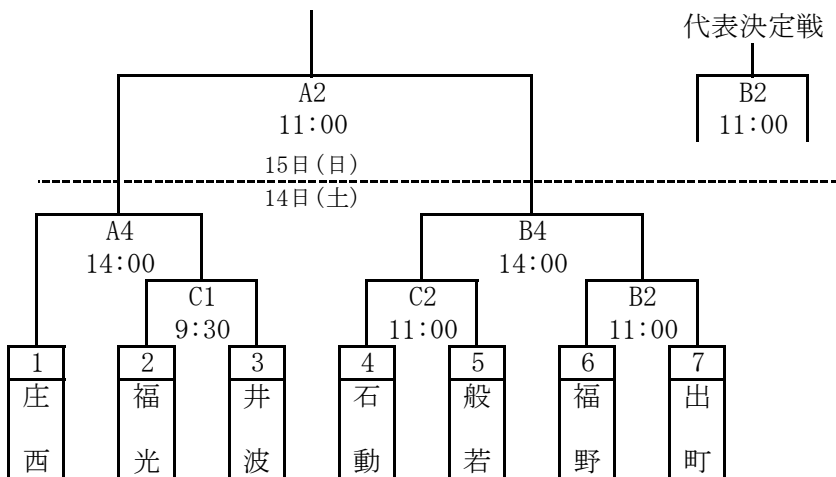 代表決定戦
A2
11:00
B2
11:00
15日(日)
14日(土)
A4
14:00
B4
14:00
C1
9:30
C2
11:00
B2
11:00
1
2
3
4
5
6
7
庄西
福光
井波
石動
般若
福野
出町